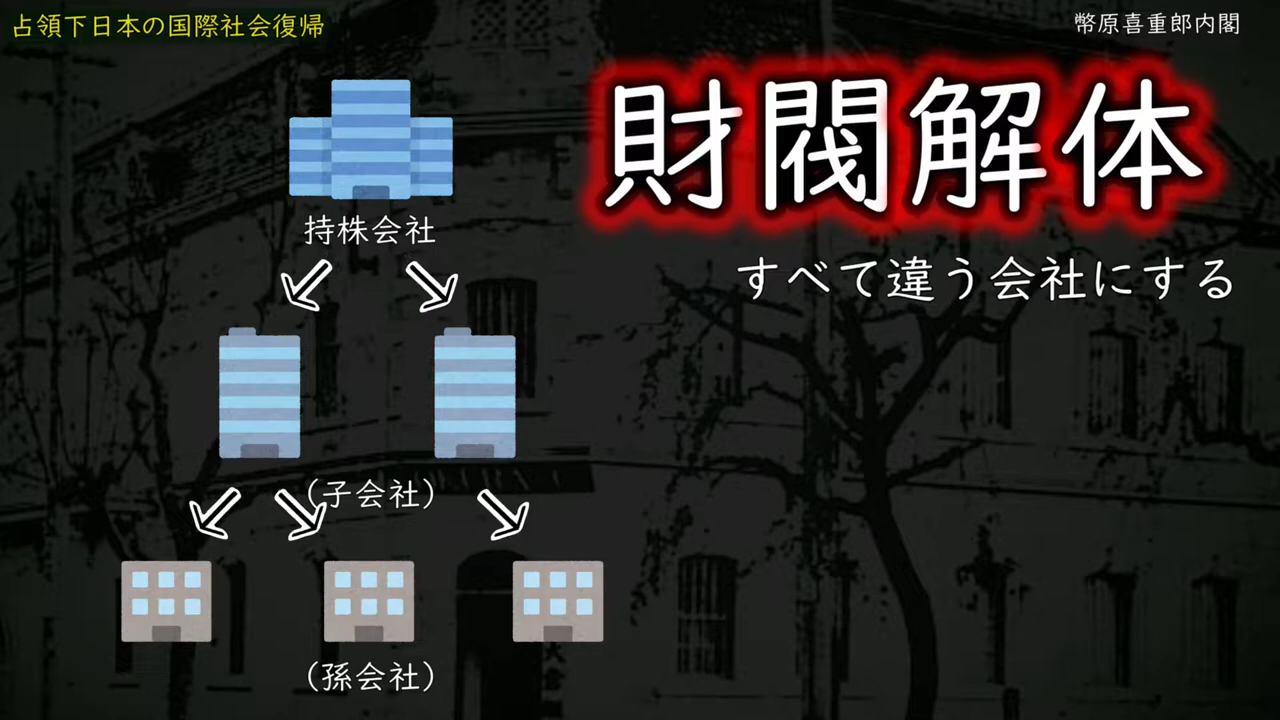 占領下日本の国際社会復帰
幣原喜重郎内閣
財閥解体
すべて違う会社にする
持株会社
（子会社）
（孫会社）